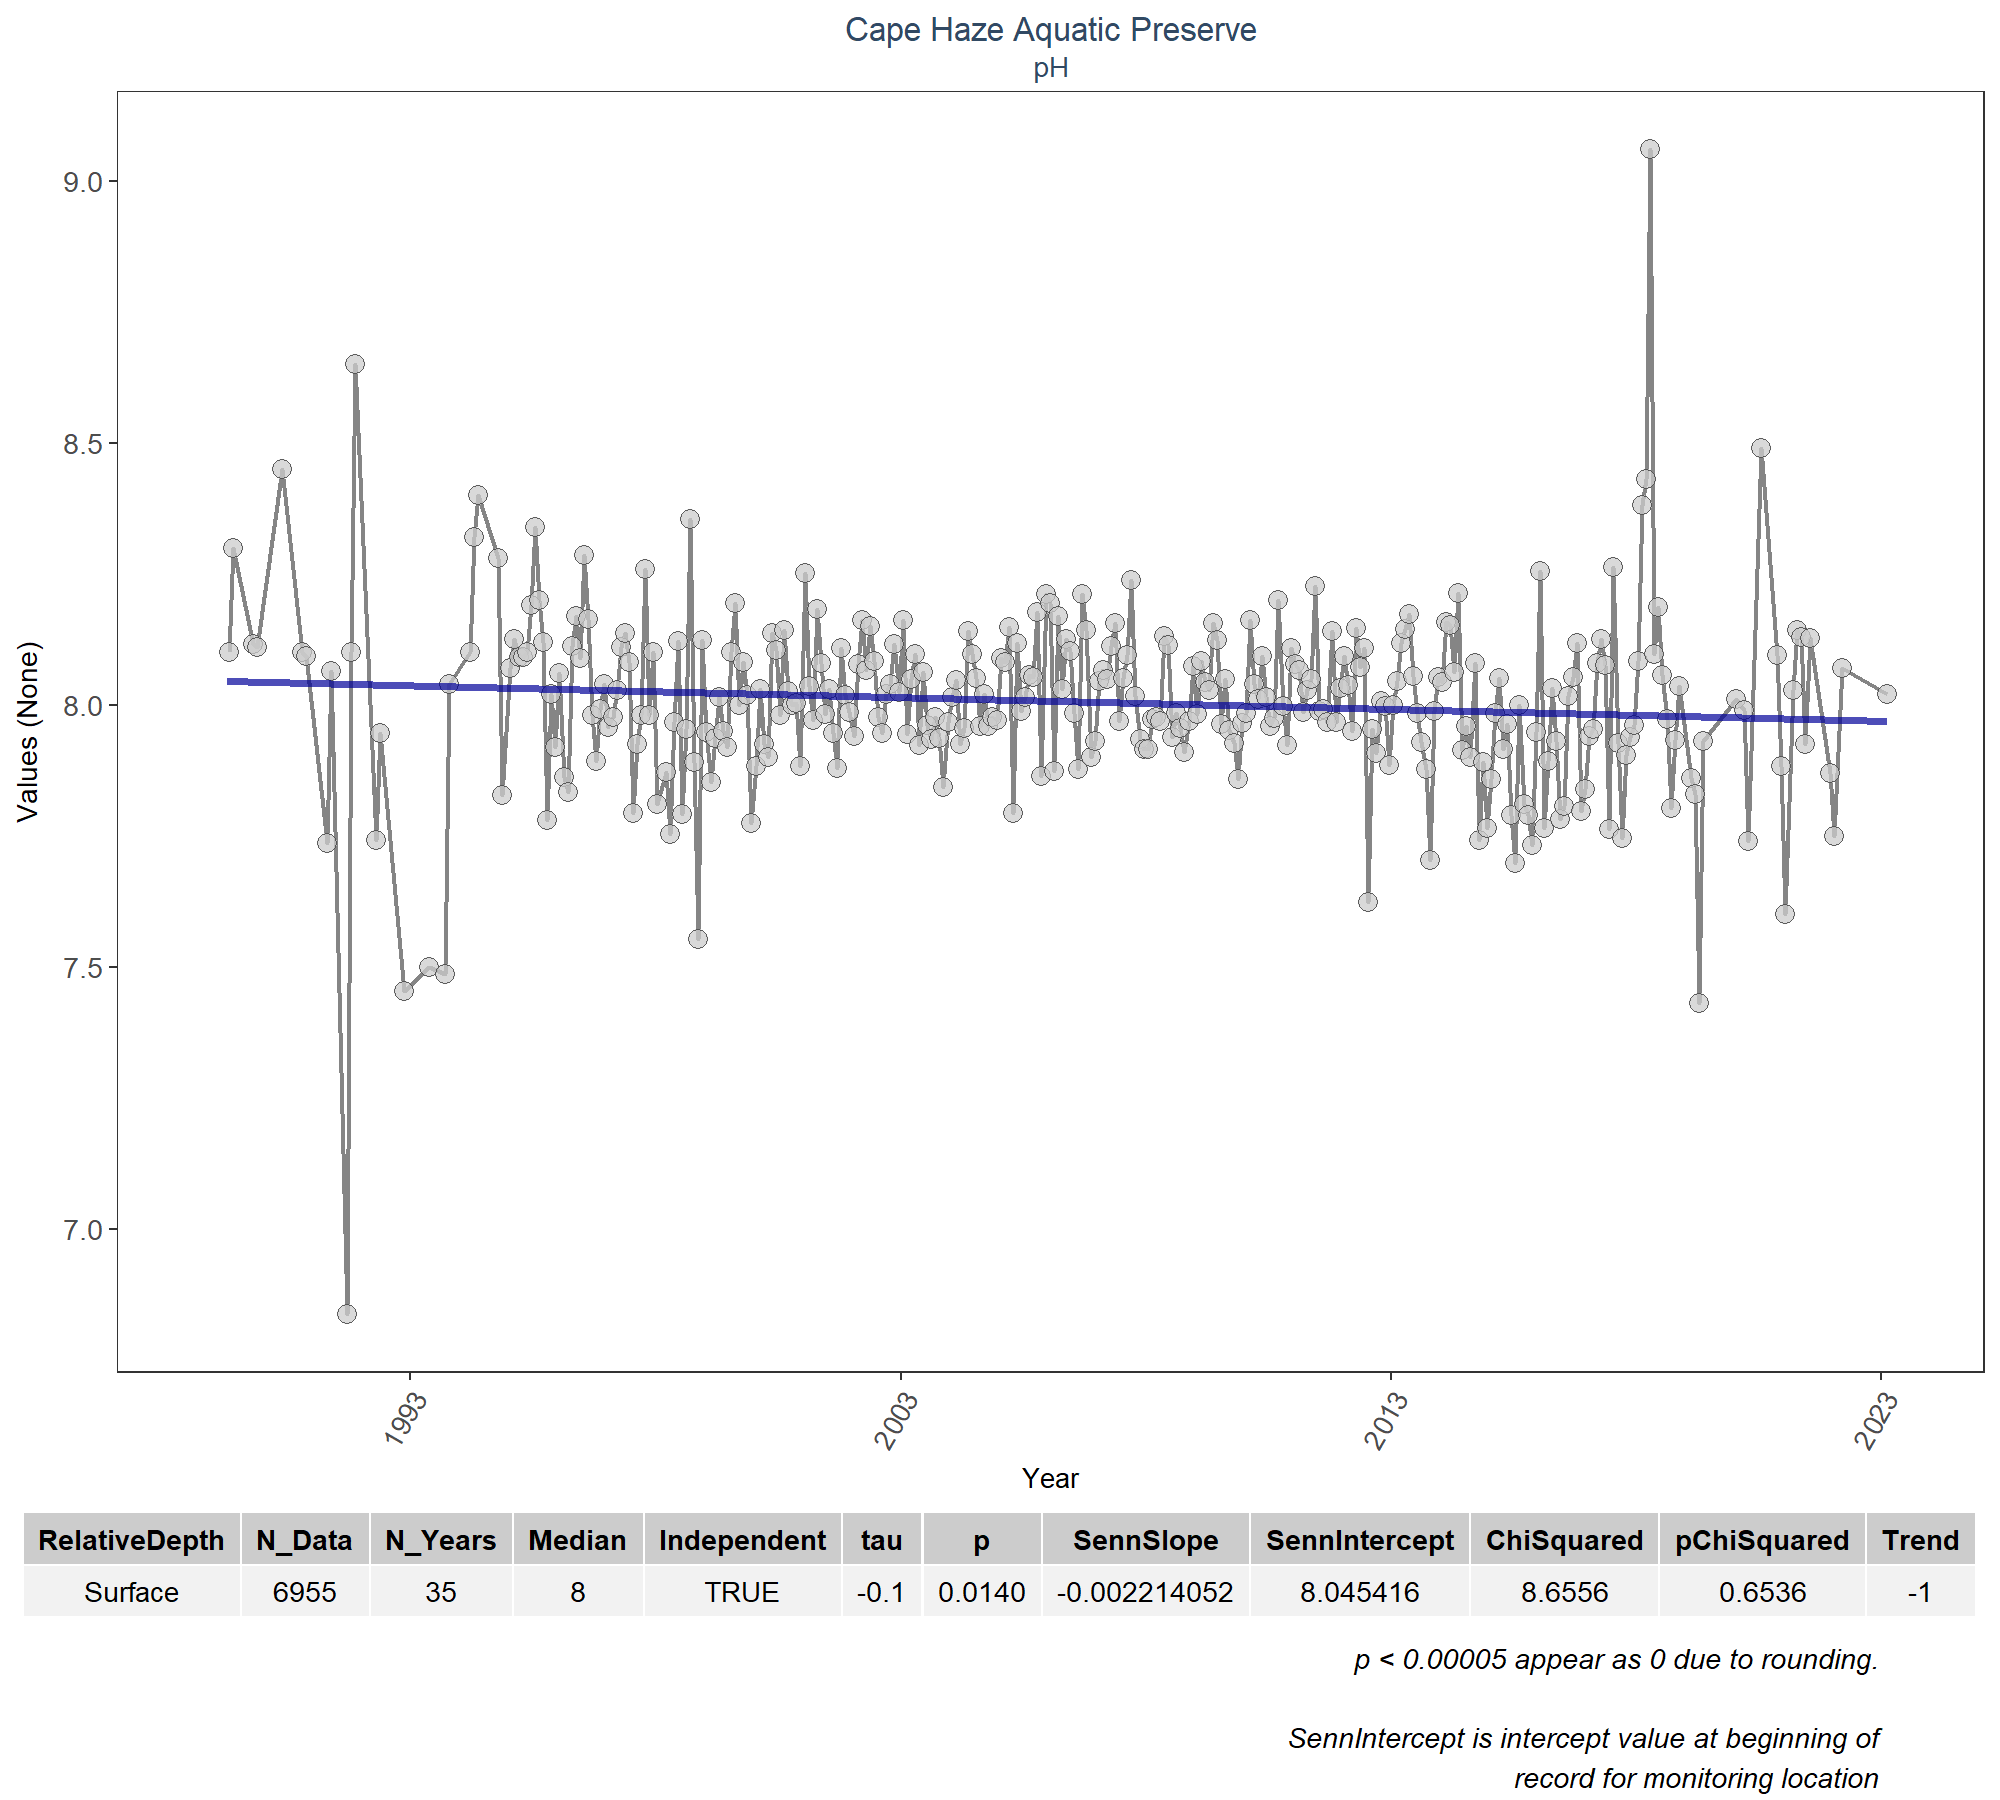 Cape Haze Aquatic Preserve
pH
9.0
8.5
8.0
7.5
7.0
Values (None)
1993 2003 2013 2023
Year
RelativeDepth N_Data N_Years Median Independent tau p SennSlope SennIntercept ChiSquared pChiSquared Trend
Surface 6955 35 8 TRUE -0.1 0.0140 -0.002214052 8.045416 8.6556 0.6536 -1
p < 0.00005 appear as 0 due to rounding.
SennIntercept is intercept value at beginning of
record for monitoring location